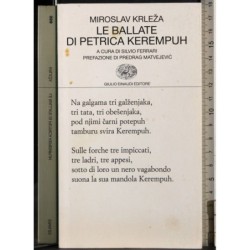 MIROSLAV KRLEŽA
LE BALLATE
DI PETRICA KEREMPUH
A CURA DI SILVIO FERRARI
PREFAZIONE DI PREDRAG MATVEJEVIĆ
GIULIO EINAUDI EDITORE
Na galgama tri galženjaka,
tri tata, tri obešenjaka,
pod njimi čarni potepuh
tamburu svira Kerempuh.
Sulle forche tre impiccati,
tre ladri, tre appesi,
sotto di loro un nero vagabondo
suona la sua mandola Kerempuh.